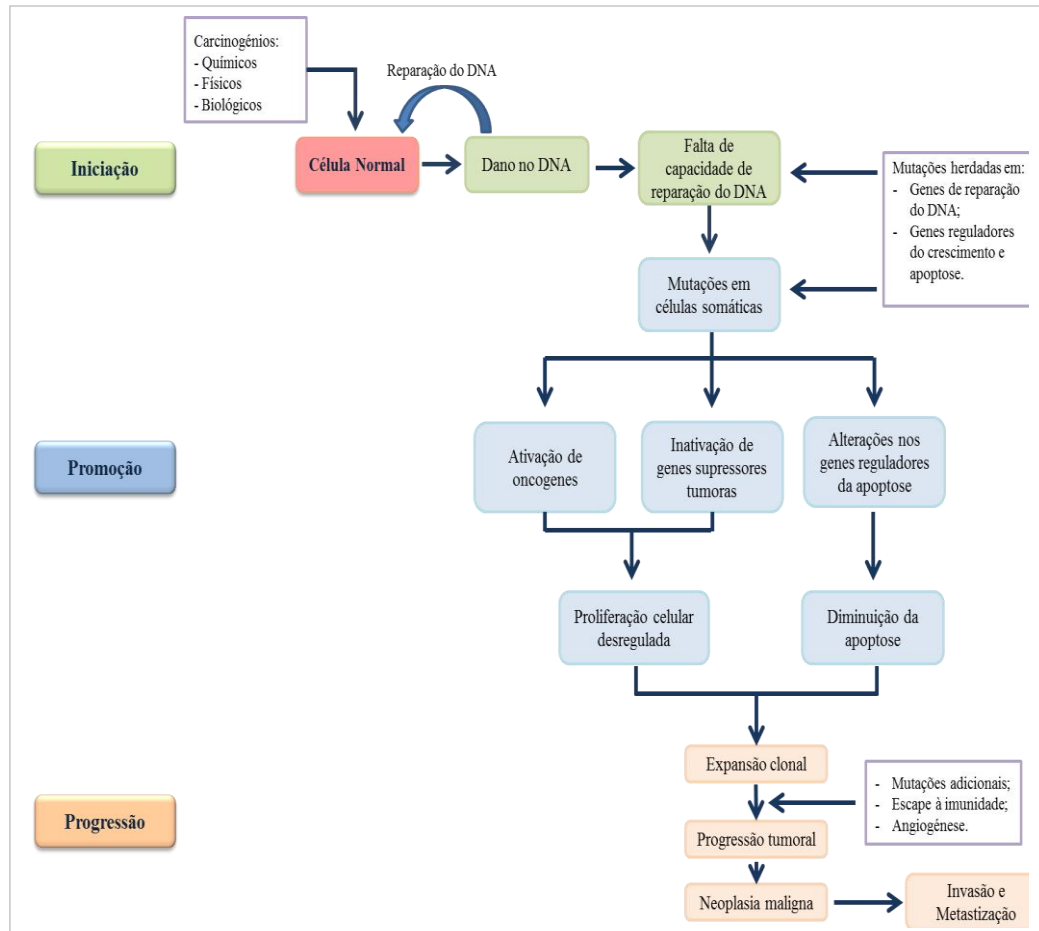 Carcinogénios:
- Químicos
- Físicos
- Biológicos
Reparação do DNA
Iniciação
Célula Normal
Dano no DNA
Falta de
capacidade de
reparação do DNA
Mutações herdadas em:
- Genes de reparação
do DNA;
- Genes reguladores
do crescimento e
apoptose.
Mutações em
células somáticas
Promoção
Ativação de
oncogenes
Inativação de
genes supressores
tumoras
Alterações nos
genes reguladores
da apoptose
Proliferação celular
desregulada
Diminuição da
apoptose
Progressão
Expansão clonal
- Mutações adicionais;
- Escape à imunidade;
- Angiogénese.
Progressão tumoral
Neoplasia maligna
Invasão e
Metastização